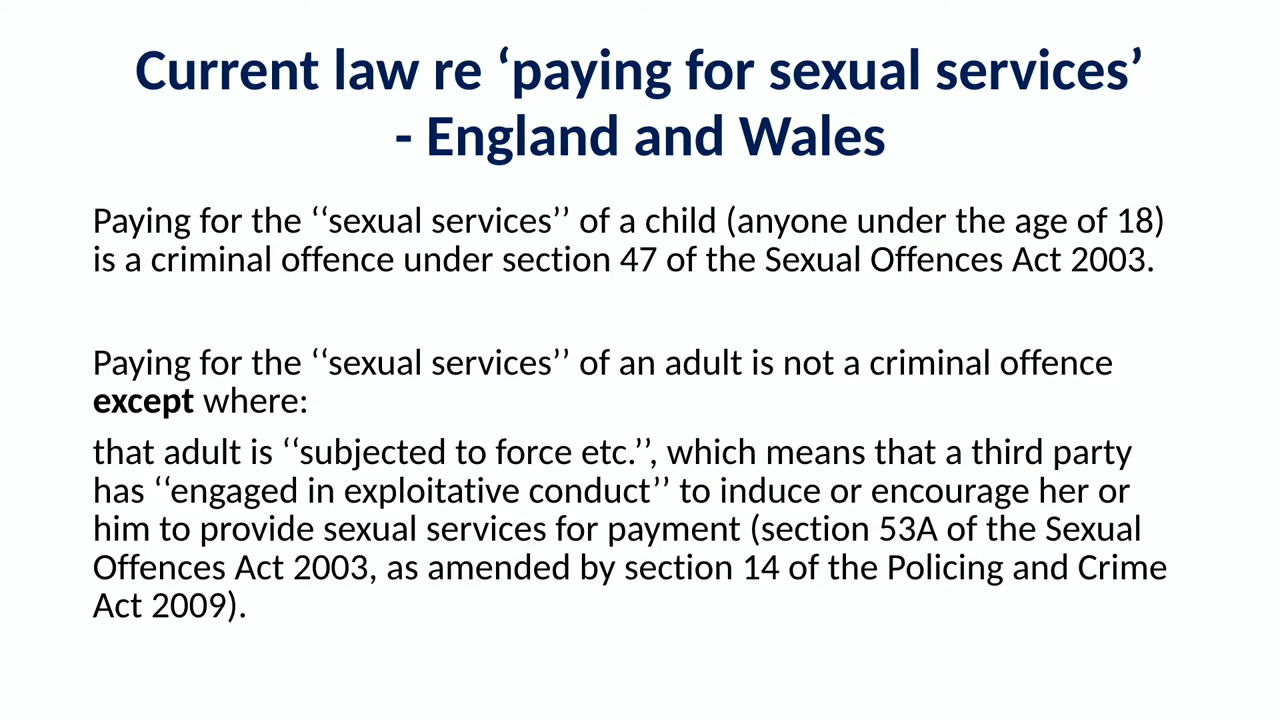 Current law re ‘paying for sexual services’
- England and Wales
Paying for the ‘‘sexual services’’ of a child (anyone under the age of 18)
is a criminal offence under section 47 of the Sexual Offences Act 2003.
Paying for the ‘‘sexual services’’ of an adult is not a criminal offence
except where:
that adult is ‘‘subjected to force etc.’’, which means that a third party
has ‘‘engaged in exploitative conduct’’ to induce or encourage her or
him to provide sexual services for payment (section 53A of the Sexual
Offences Act 2003, as amended by section 14 of the Policing and Crime
Act 2009).